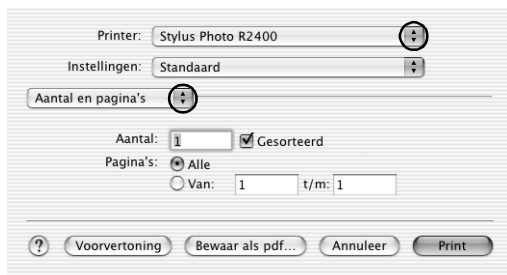 Printer: Stylus Photo R2400
Instellingen: Standaard
Aantal en pagina's
Aantal: 1 Gesorteerd
Pagina's: Alle
Van: 1 t/m: 1
? Voorvertoning Bewaar als pdf... Annuleer Print